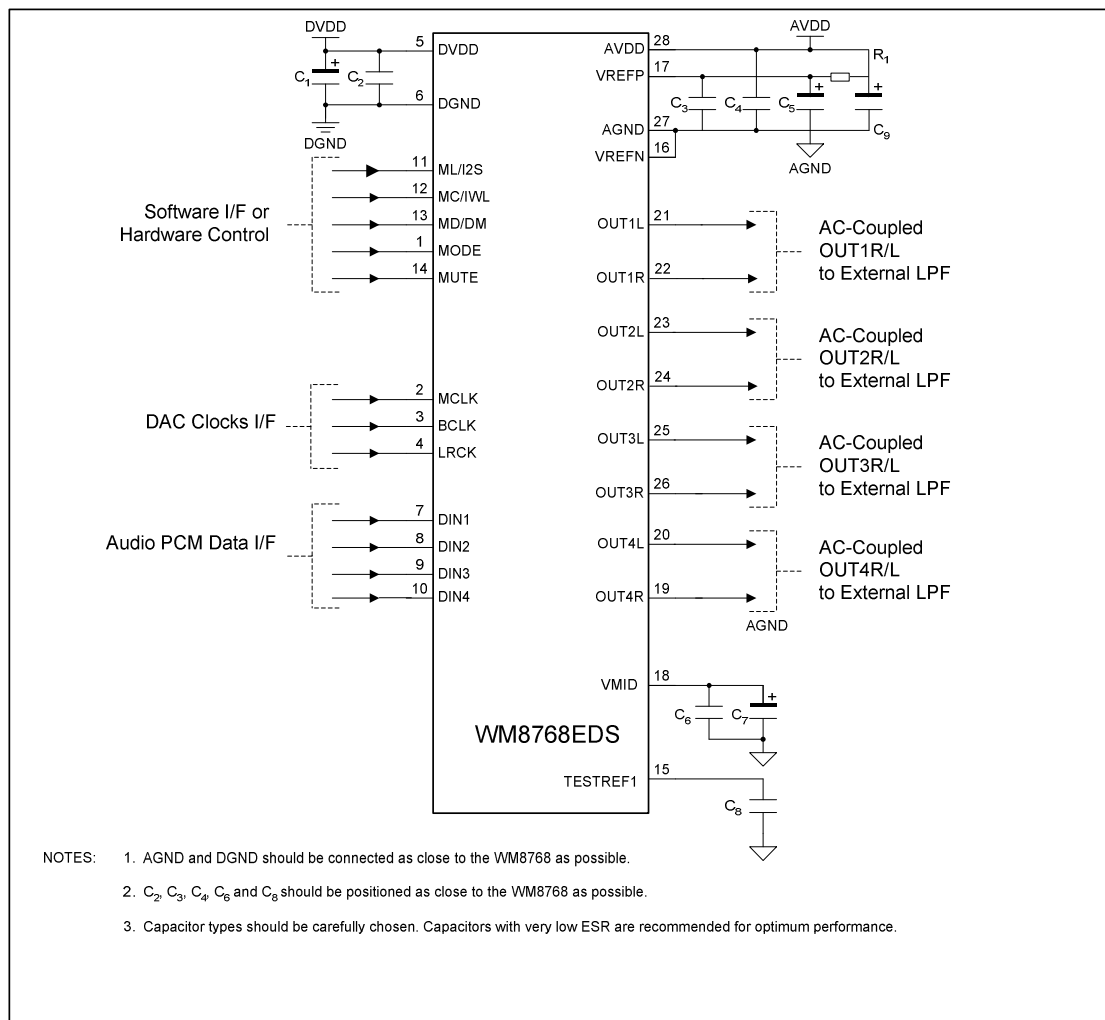 DVDD
5
DVDD
C1
+
C2
6
DGND
DGND
AVDD
28
AVDD
R1
VREFP
17
C3
C4
C5
+
+
C9
AGND
27
VREFN
16
AGND
Software I/F or
Hardware Control
11
ML/I2S
12
MC/IWL
13
MD/DM
1
MODE
14
MUTE
DAC Clocks I/F
2
MCLK
3
BCLK
4
LRCK
Audio PCM Data I/F
7
DIN1
8
DIN2
9
DIN3
10
DIN4
OUT1L
21
OUT1R
22
AC-Coupled
OUT1R/L
to External LPF
OUT2L
23
OUT2R
24
AC-Coupled
OUT2R/L
to External LPF
OUT3L
25
OUT3R
26
AC-Coupled
OUT3R/L
to External LPF
OUT4L
20
OUT4R
19
AC-Coupled
OUT4R/L
to External LPF
AGND
VMID
18
C6
C7
+
WM8768EDS
TESTREF1
15
C8
NOTES: 1. AGND and DGND should be connected as close to the WM8768 as possible.
2. C2, C3, C4, C6 and C8 should be positioned as close to the WM8768 as possible.
3. Capacitor types should be carefully chosen. Capacitors with very low ESR are recommended for optimum performance.